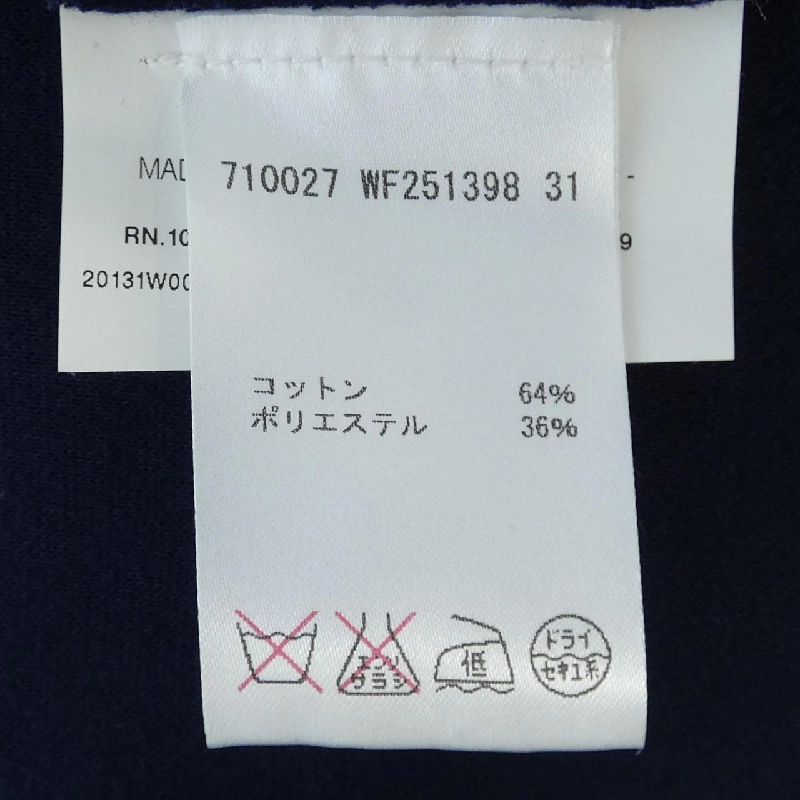 MAD
710027 WF251398 31
-
RN.10
9
20131W00
コットン 64%
ポリエステル 36%
エンソ
サラシ
低
ドライ
セキユ系